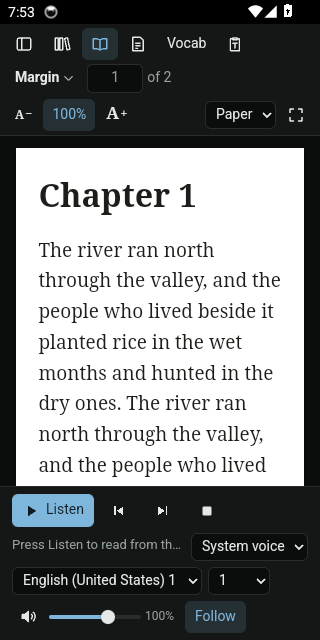 7:53
Vocab
Margin 1 of 2
A− 100% A+ Paper
Chapter 1
The river ran north
through the valley, and the
people who lived beside it
planted rice in the wet
months and hunted in the
dry ones. The river ran
north through the valley,
and the people who lived
Listen
Press Listen to read from th… System voice
English (United States) 1 1
100% Follow